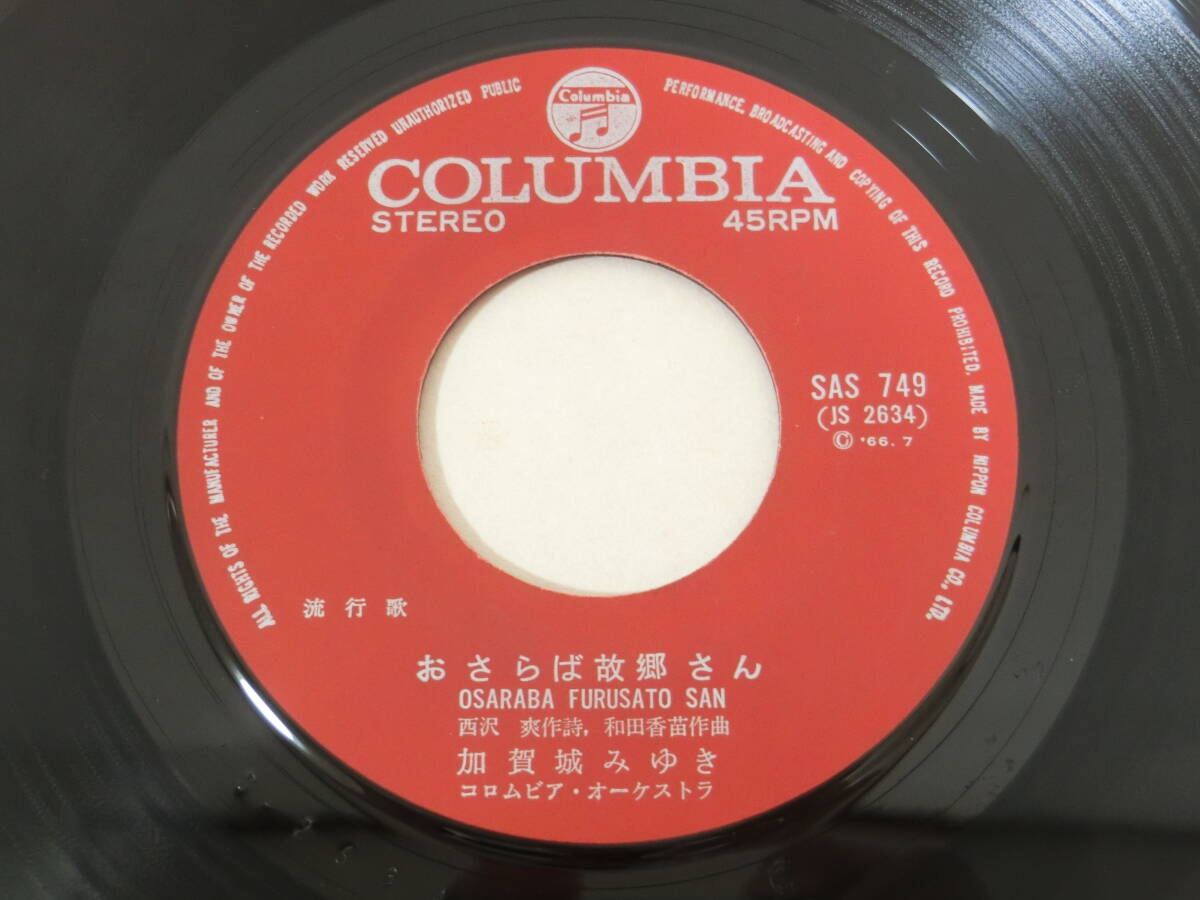 Columbia
COLUMBIA
STEREO 45RPM
SAS 749
(JS 2634)
Ⓒ '66. 7
流行歌
おさらば故郷さん
OSARABA FURUSATO SAN
西沢 爽作詩, 和田香苗作曲
加賀城みゆき
コロムビア・オーケストラ
ALL RIGHTS OF THE MANUFACTURER AND OF THE OWNER OF THE RECORDED WORK RESERVED UNAUTHORIZED PUBLIC PERFORMANCE, BROADCASTING AND COPYING OF THIS RECORD PROHIBITED. MADE BY NIPPON COLUMBIA CO., LTD.